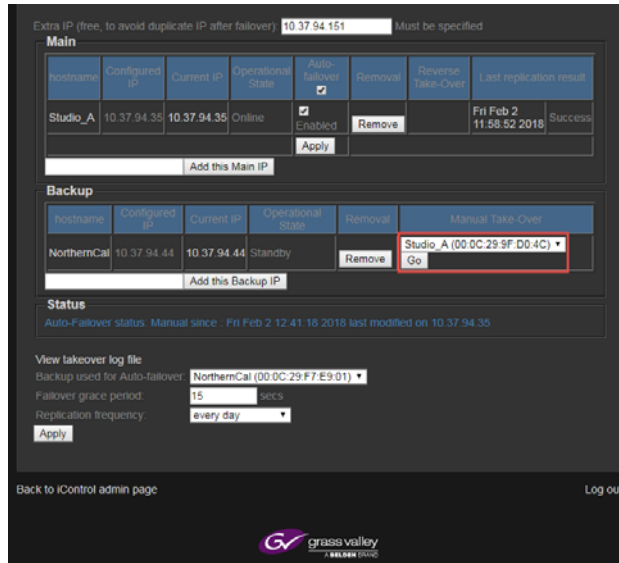 Extra IP (free, to avoid duplicate IP after failover): 10.37.94.151 Must be specified
Main
hostname Configured IP Current IP Operational State Auto-failover Removal Reverse Take-Over Last replication result
Studio_A 10.37.94.35 10.37.94.35 Online Enabled Remove Fri Feb 2 11:58:52 2018 Success
Apply
Add this Main IP
Backup
hostname Configured IP Current IP Operational State Removal Manual Take-Over
NorthernCal 10.37.94.44 10.37.94.44 Standby Remove Studio_A (00:0C:29:9F:D0:4C) Go
Add this Backup IP
Status
Auto-Failover status: Manual since : Fri Feb 2 12:41:18 2018 last modified on 10.37.94.35
View takeover log file
Backup used for Auto-failover: NorthernCal (00:0C:29:F7:E9:01)
Failover grace period: 15 secs
Replication frequency: every day
Apply
Back to iControl admin page Log ou
GV grass valley
A BELDEN BRAND